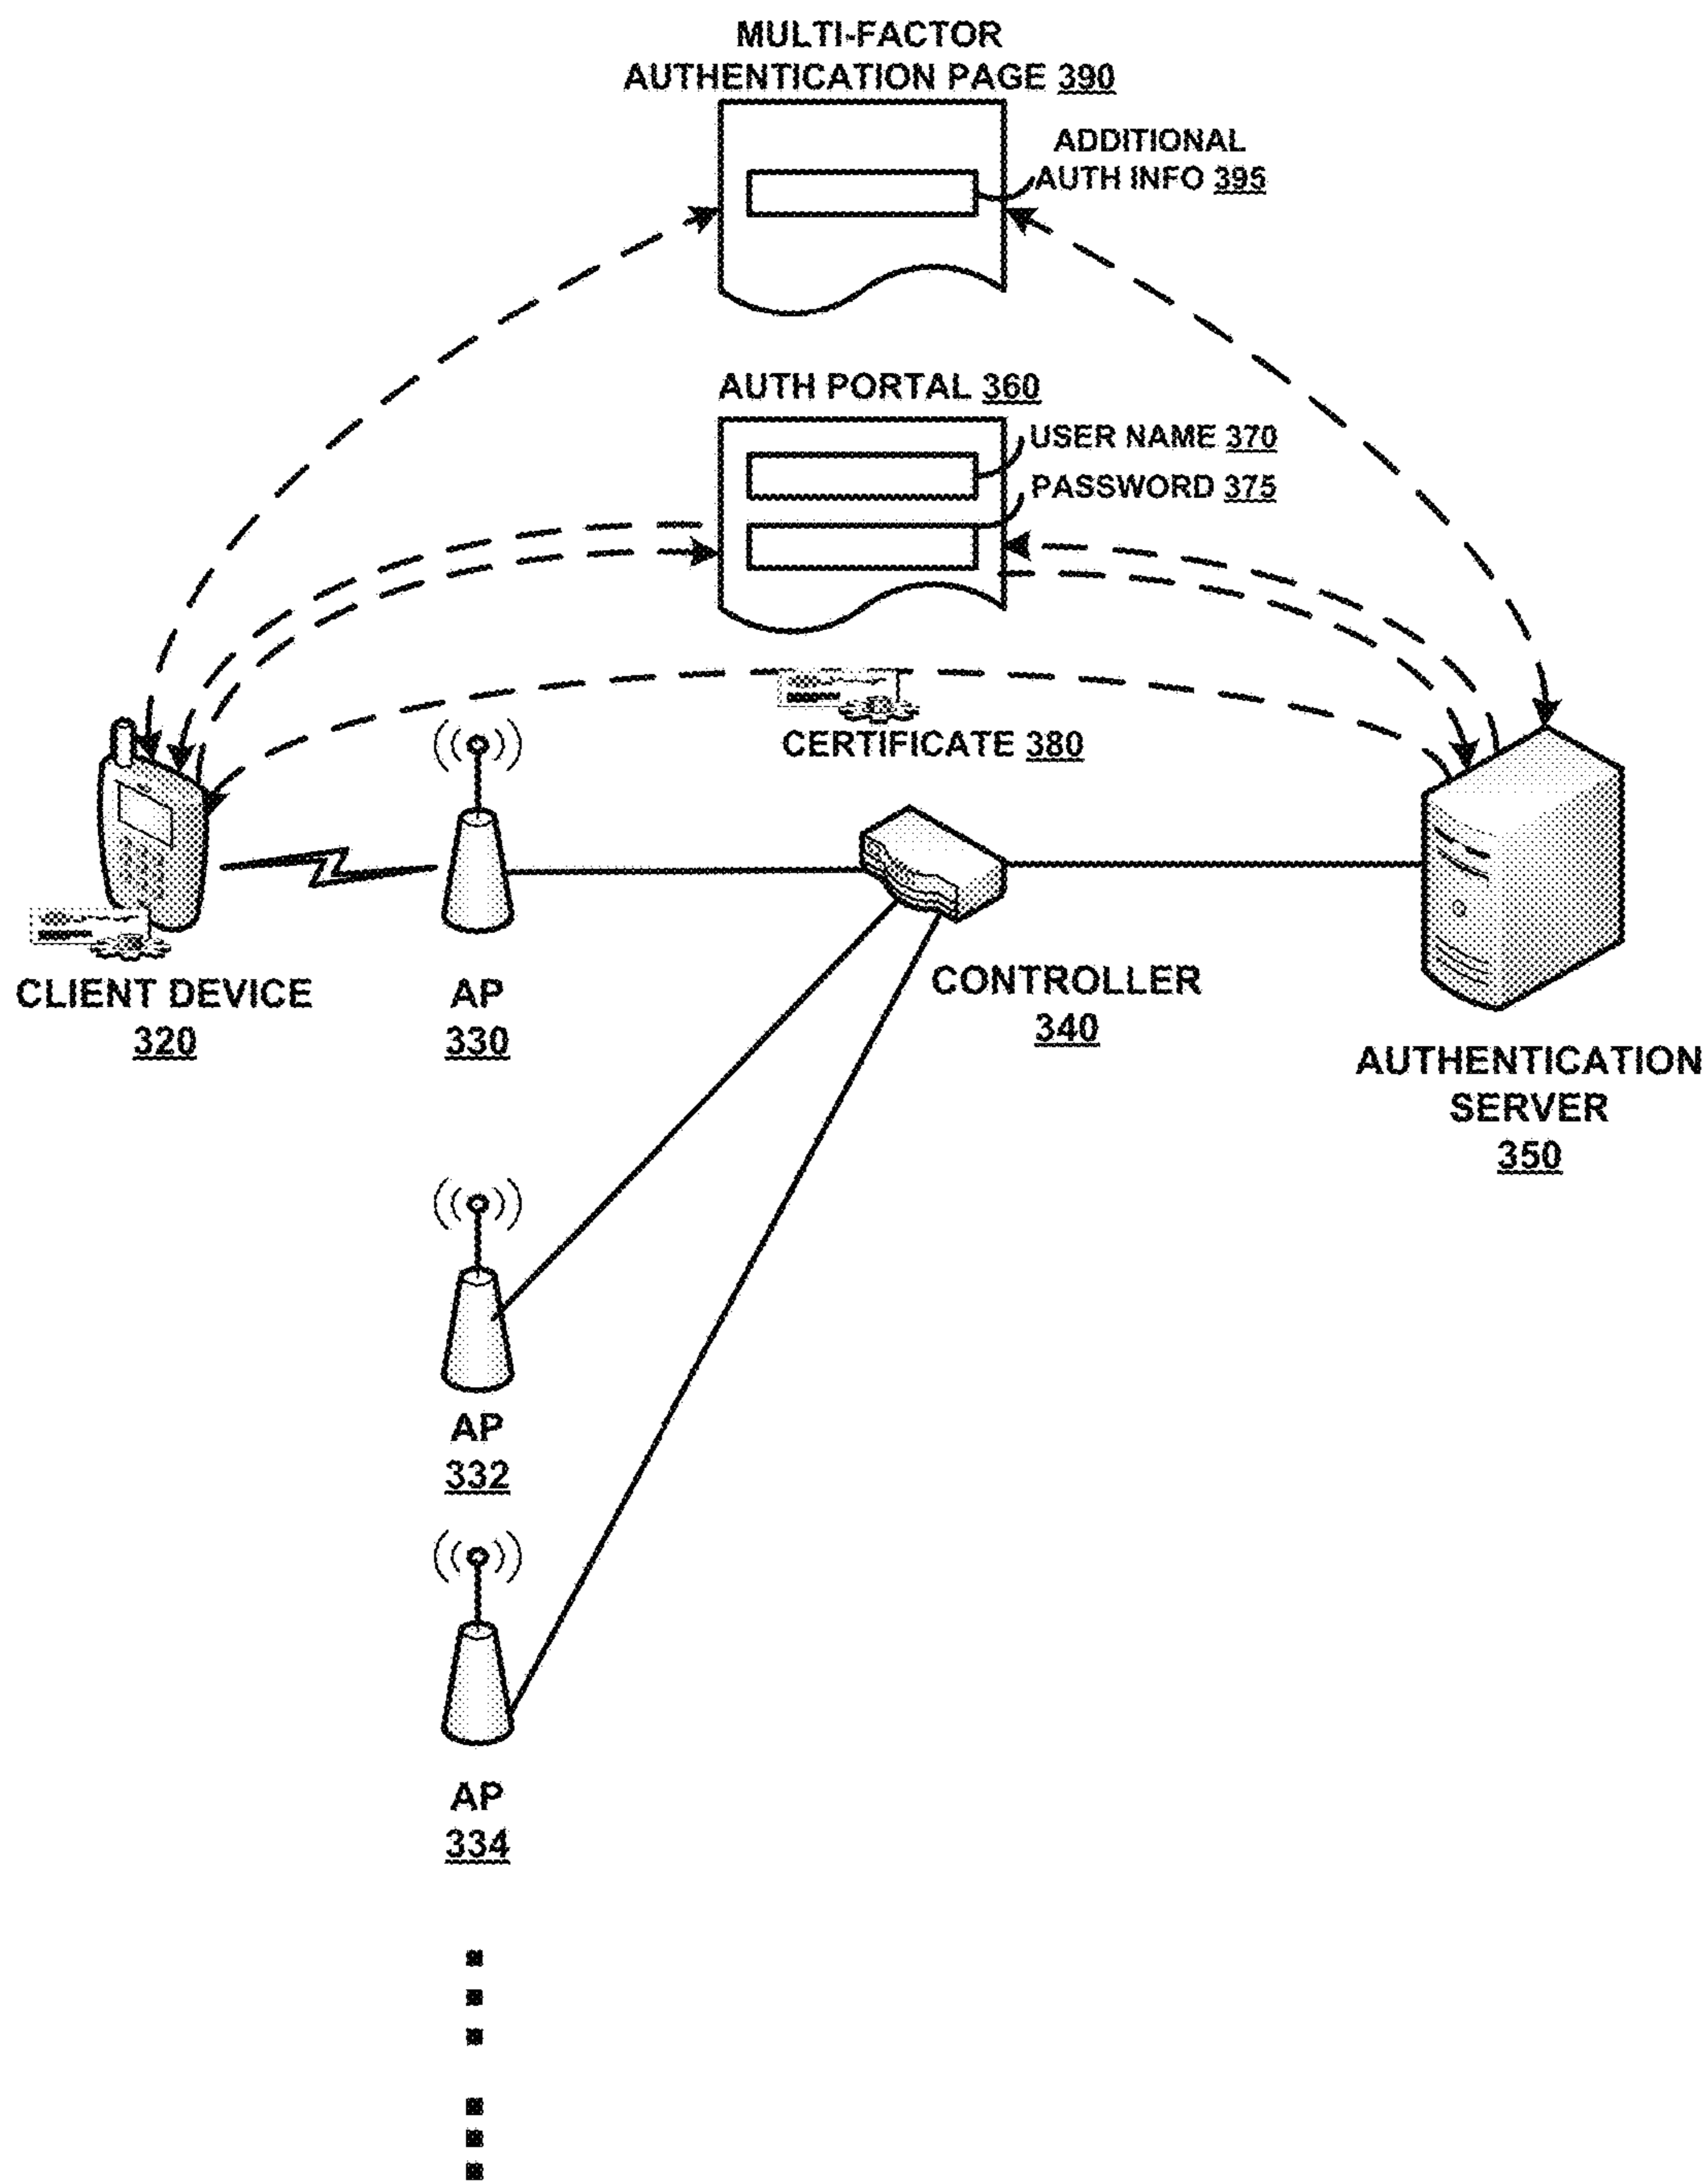 MULTI-FACTOR
AUTHENTICATION PAGE 390
ADDITIONAL
AUTH INFO 395
AUTH PORTAL 360
USER NAME 370
PASSWORD 375
CERTIFICATE 380
CLIENT DEVICE
320
AP
330
CONTROLLER
340
AUTHENTICATION
SERVER
350
AP
332
AP
334